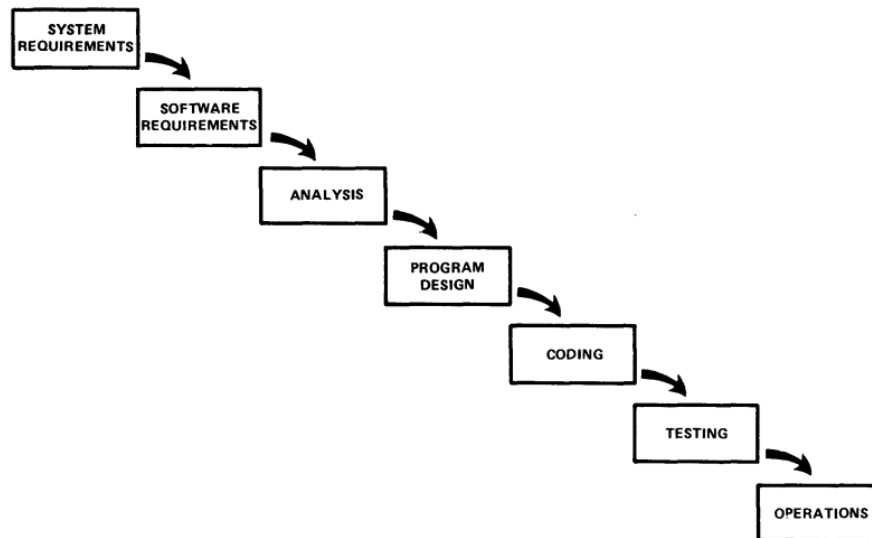 SYSTEM
REQUIREMENTS
SOFTWARE
REQUIREMENTS
ANALYSIS
PROGRAM
DESIGN
CODING
TESTING
OPERATIONS